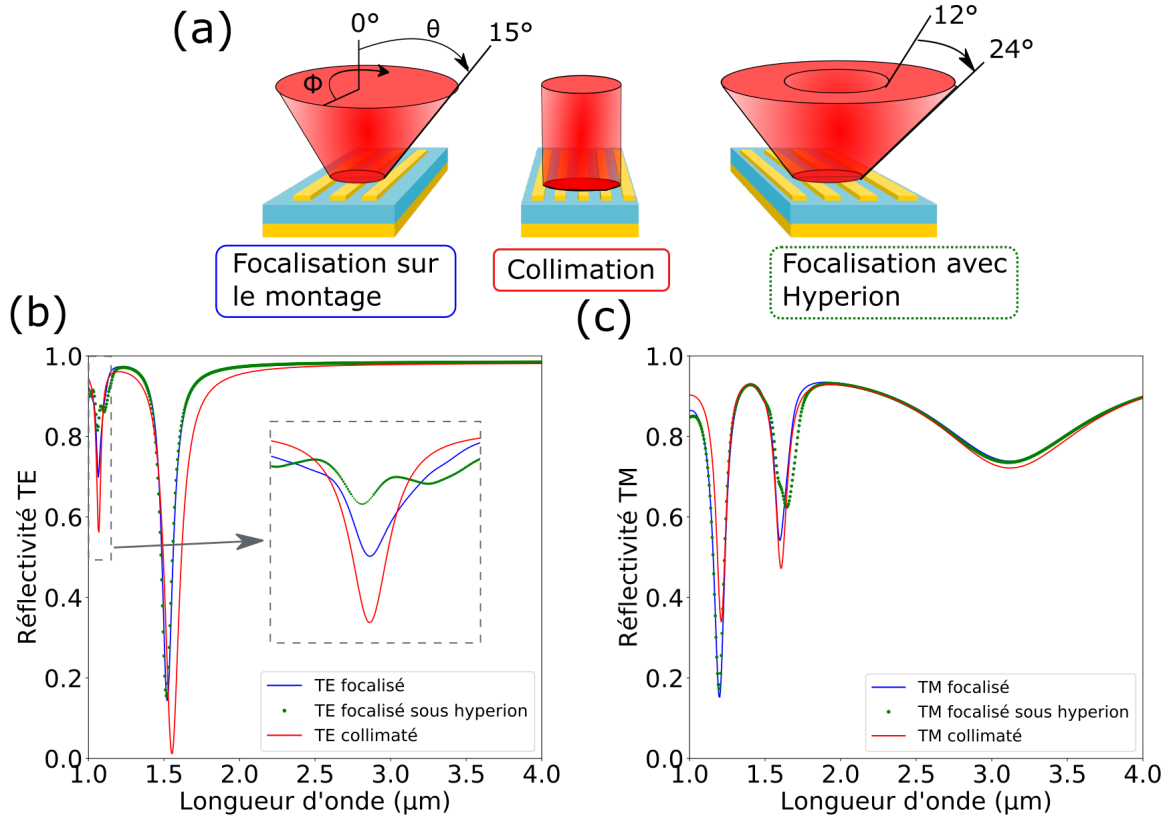 (a)
0°
θ
15°
Φ
12°
24°
Focalisation sur
le montage
Collimation
Focalisation avec
Hyperion
(b)
1.0
0.8
0.6
0.4
0.2
0.0
Réflectivité TE
TE focalisé
TE focalisé sous hyperion
TE collimaté
1.0 1.5 2.0 2.5 3.0 3.5 4.0
Longueur d'onde (μm)
(c)
1.0
0.8
0.6
0.4
0.2
0.0
Réflectivité TM
TM focalisé
TM focalisé sous hyperion
TM collimaté
1.0 1.5 2.0 2.5 3.0 3.5 4.0
Longueur d'onde (μm)